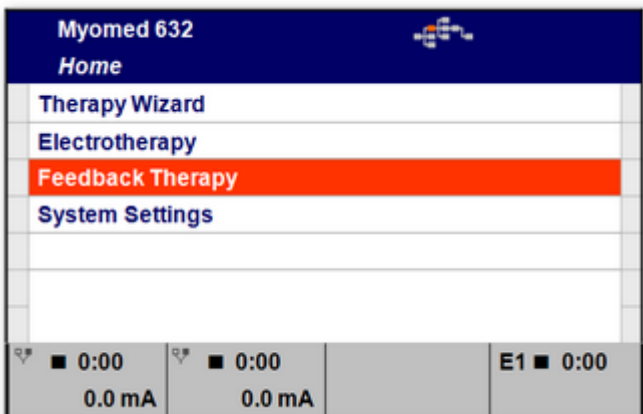 Myomed 632
Home
Therapy Wizard
Electrotherapy
Feedback Therapy
System Settings
0:00 0:00 E1 0:00
0.0 mA 0.0 mA